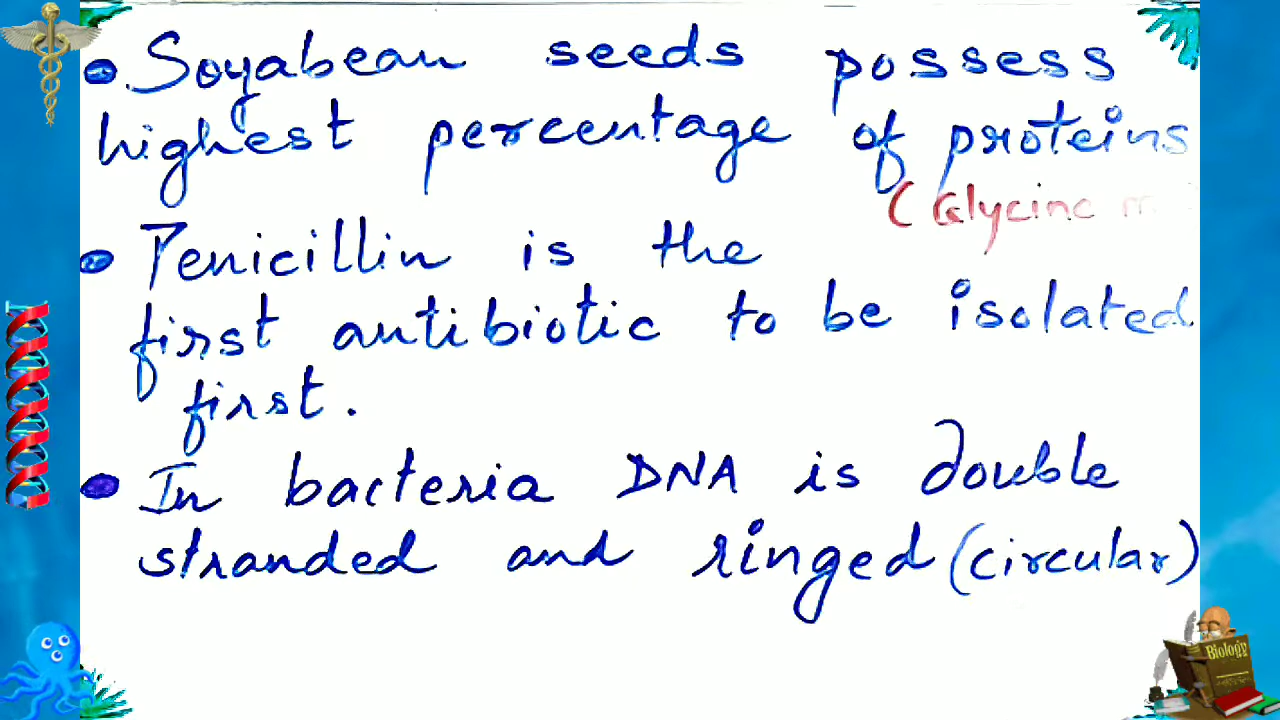 • Soyabean seeds possess
highest percentage of proteins
(Glycine
• Penicillin is the
first antibiotic to be isolated
first.
• In bacteria DNA is double
stranded and ringed (circular)
Biology